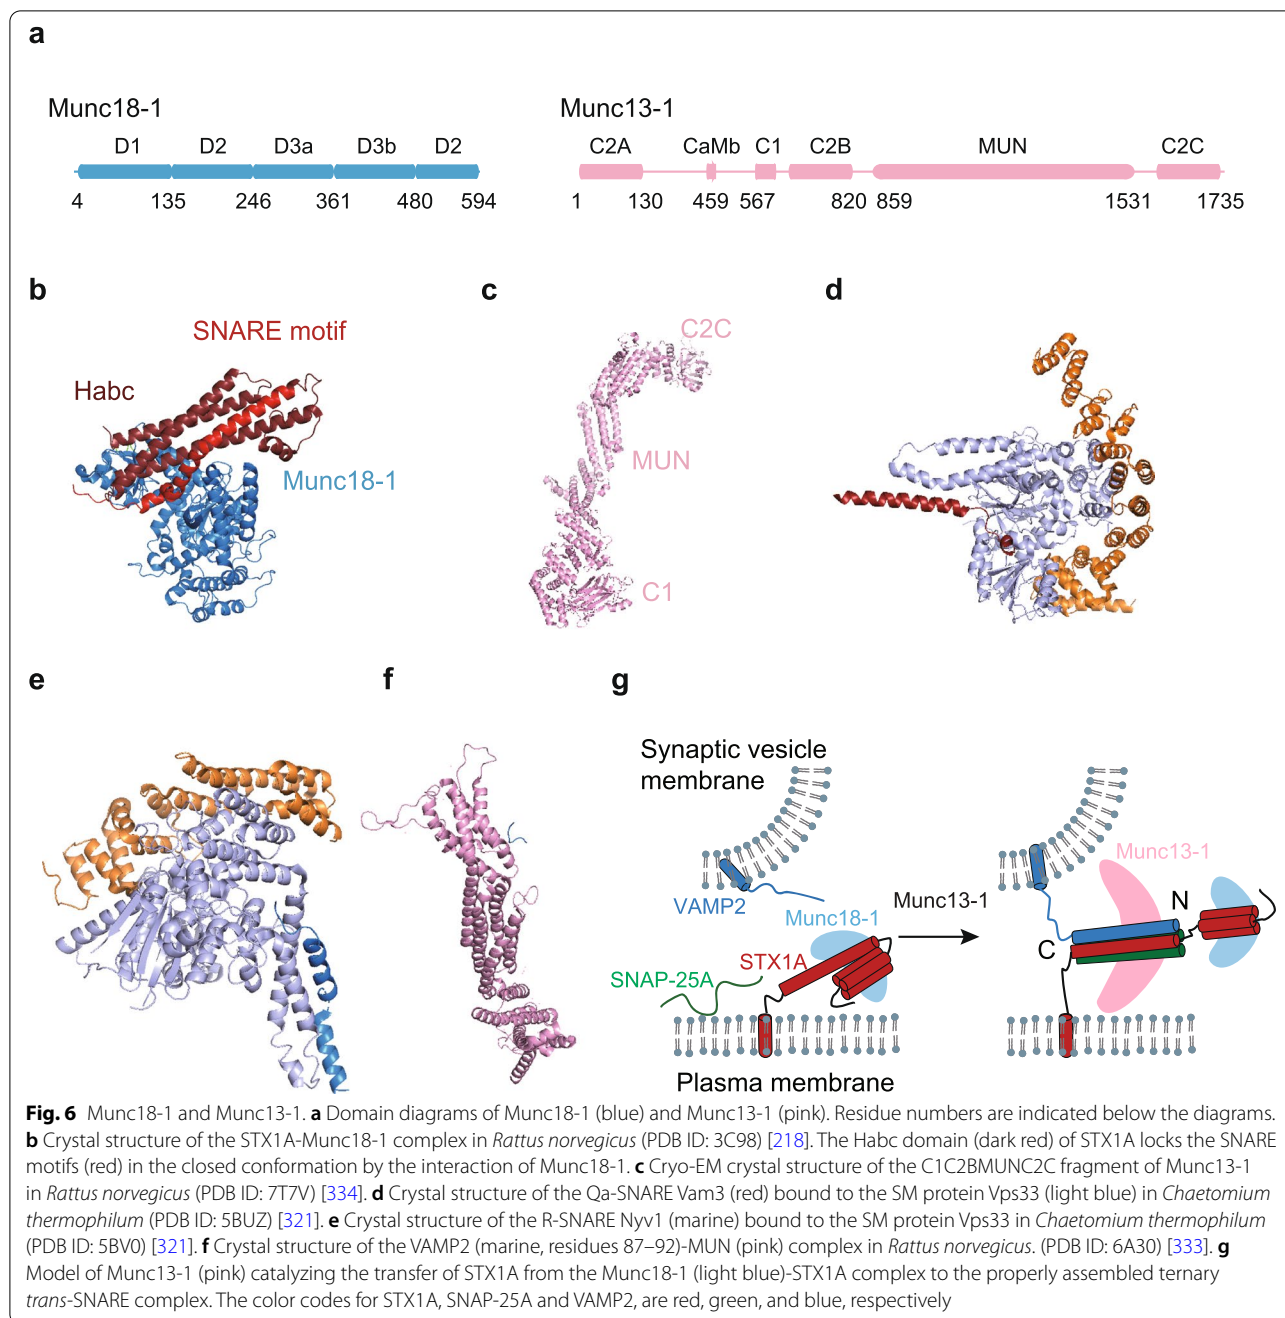 a
Munc18-1
D1 D2 D3a D3b D2
4 135 246 361 480 594
Munc13-1
C2A CaMb C1 C2B MUN C2C
1 130 459 567 820 859 1531 1735
b
SNARE motif
Habc
Munc18-1
c
C2C
MUN
C1
d
e
f
g
Synaptic vesicle
membrane
VAMP2
Munc18-1
SNAP-25A
STX1A
Plasma membrane
Munc13-1
Munc13-1
N
C
Fig. 6 Munc18-1 and Munc13-1. a Domain diagrams of Munc18-1 (blue) and Munc13-1 (pink). Residue numbers are indicated below the diagrams.
b Crystal structure of the STX1A-Munc18-1 complex in Rattus norvegicus (PDB ID: 3C98) [218]. The Habc domain (dark red) of STX1A locks the SNARE
motifs (red) in the closed conformation by the interaction of Munc18-1. c Cryo-EM crystal structure of the C1C2BMUNC2C fragment of Munc13-1
in Rattus norvegicus (PDB ID: 7T7V) [334]. d Crystal structure of the Qa-SNARE Vam3 (red) bound to the SM protein Vps33 (light blue) in Chaetomium
thermophilum (PDB ID: 5BUZ) [321]. e Crystal structure of the R-SNARE Nyv1 (marine) bound to the SM protein Vps33 in Chaetomium thermophilum
(PDB ID: 5BV0) [321]. f Crystal structure of the VAMP2 (marine, residues 87–92)-MUN (pink) complex in Rattus norvegicus. (PDB ID: 6A30) [333]. g
Model of Munc13-1 (pink) catalyzing the transfer of STX1A from the Munc18-1 (light blue)-STX1A complex to the properly assembled ternary
trans-SNARE complex. The color codes for STX1A, SNAP-25A and VAMP2, are red, green, and blue, respectively